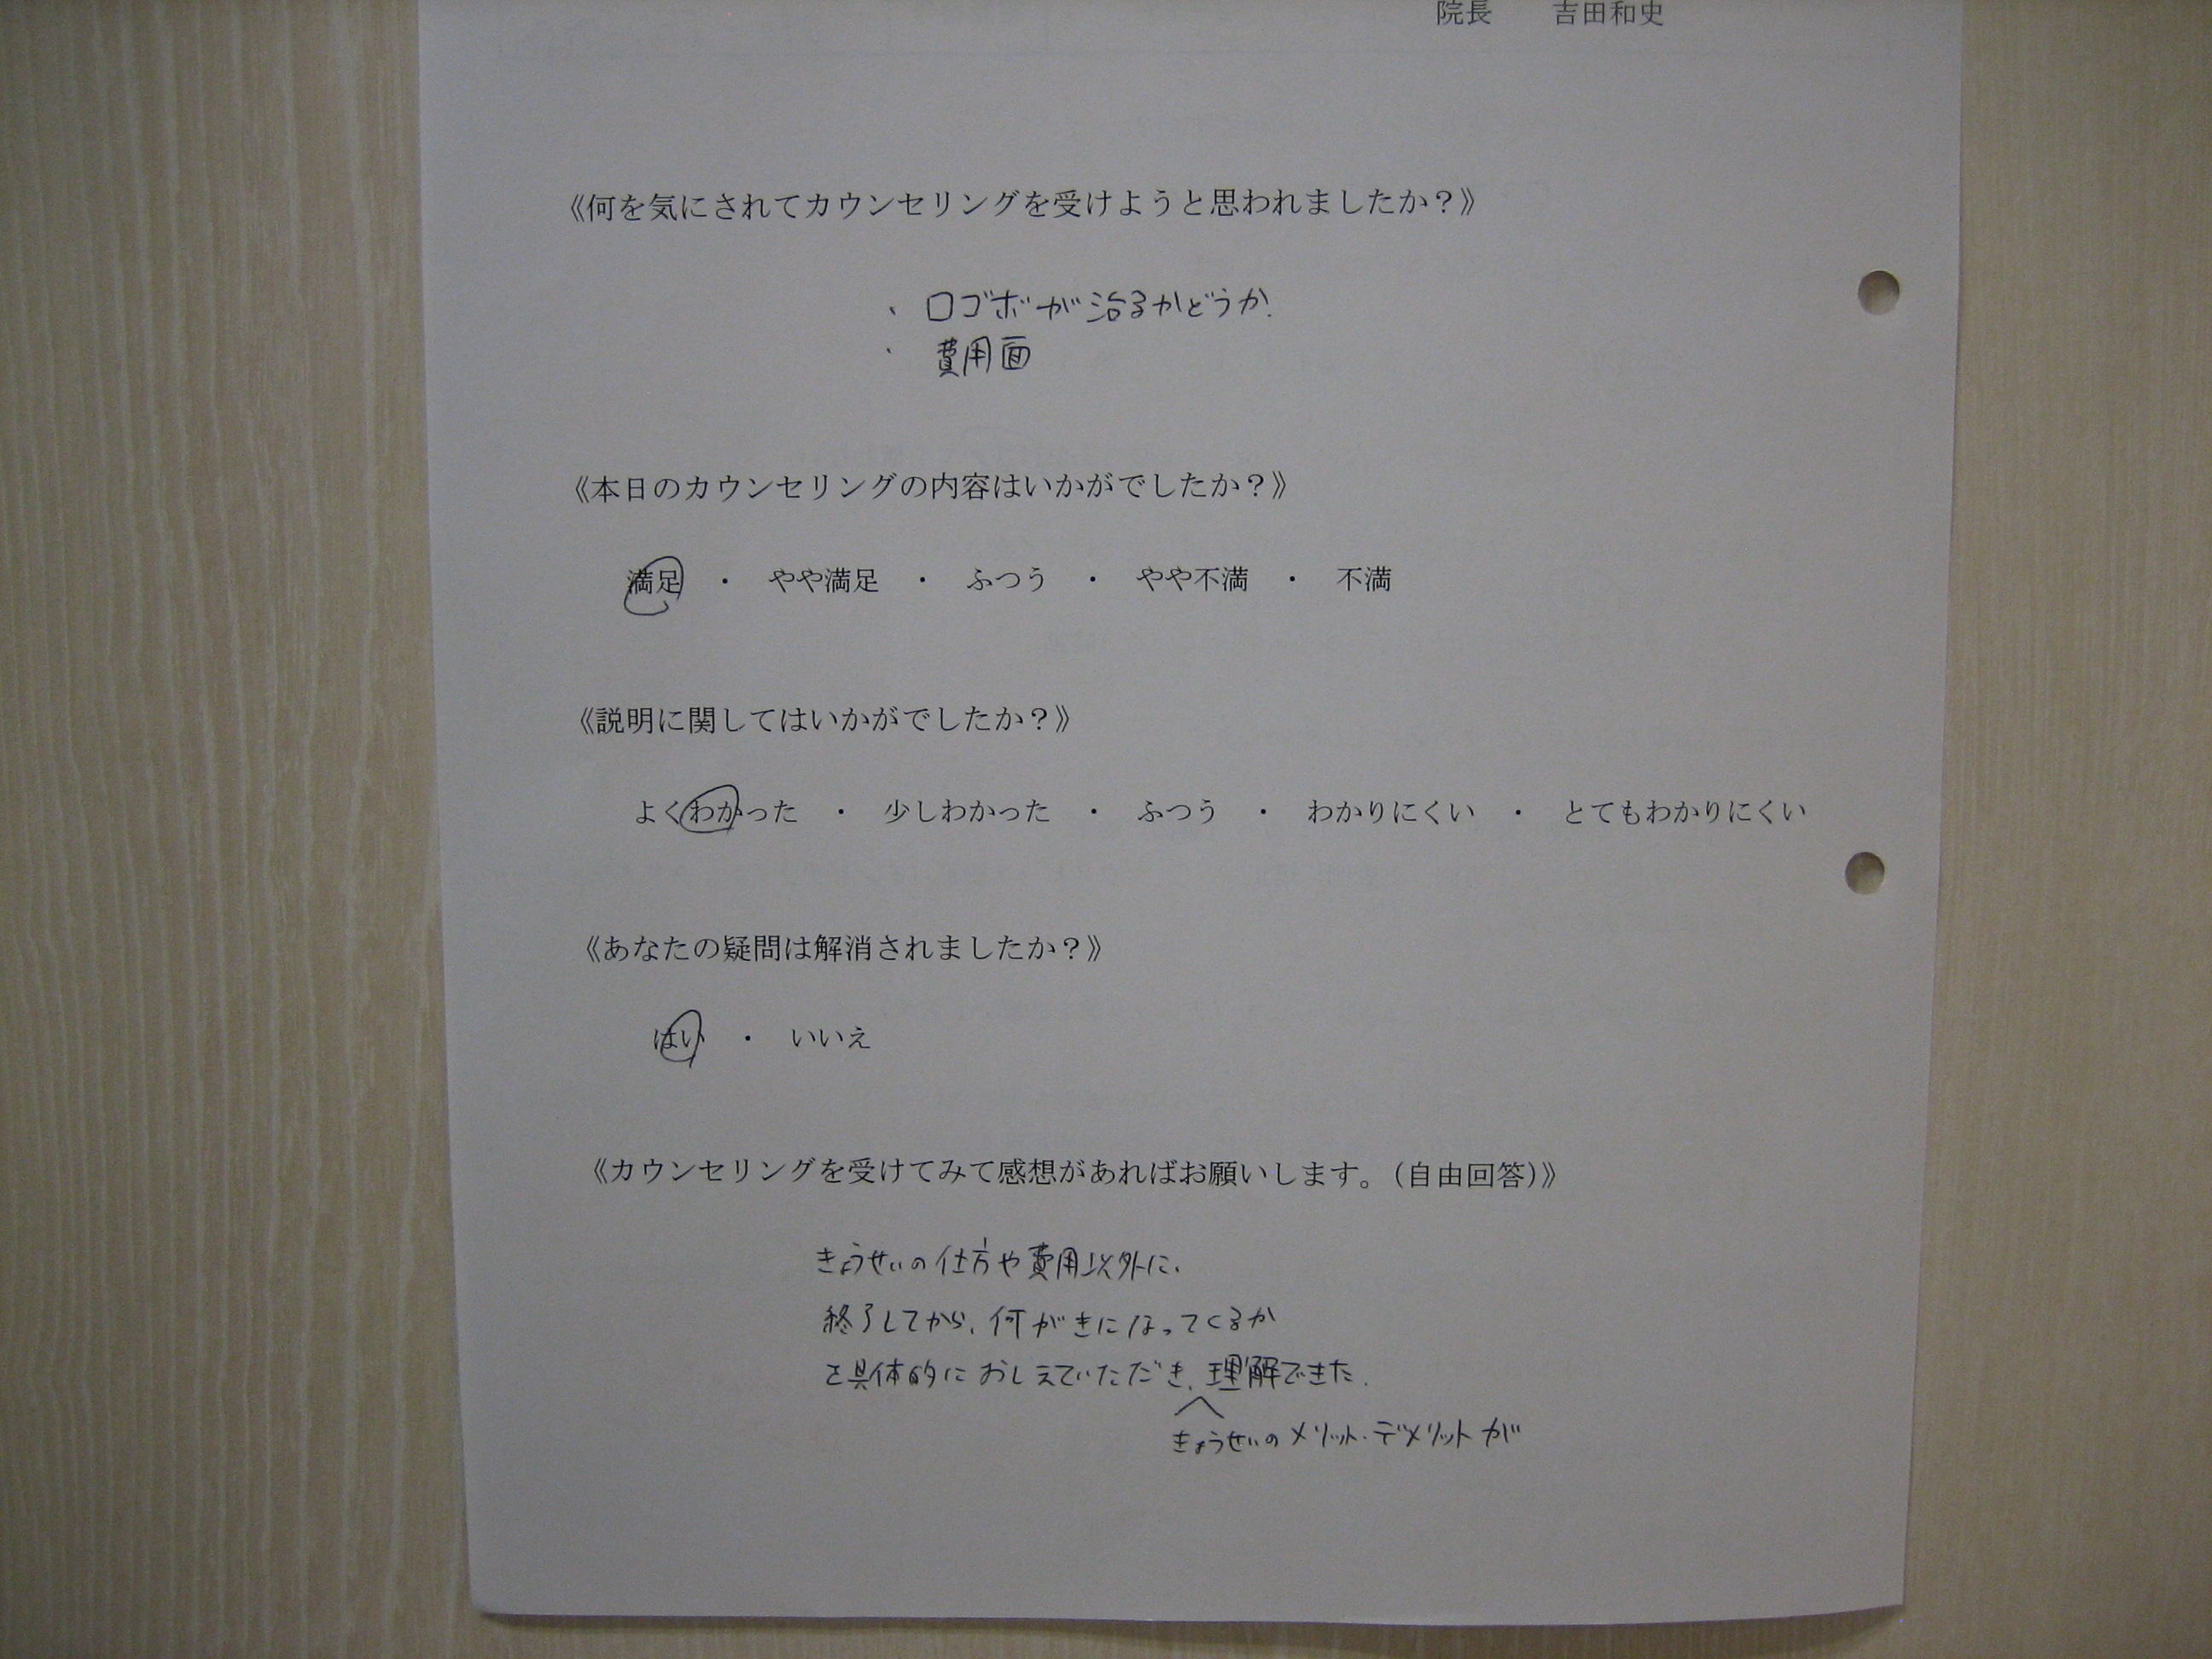 院長　吉田和史
《何を気にされてカウンセリングを受けようと思われましたか？》
・ 口ゴボが治るかどうか.
・ 費用面
《本日のカウンセリングの内容はいかがでしたか？》
満足　・　やや満足　・　ふつう　・　やや不満　・　不満
《説明に関してはいかがでしたか？》
よくわかった　・　少しわかった　・　ふつう　・　わかりにくい　・　とてもわかりにくい
《あなたの疑問は解消されましたか？》
はい　・　いいえ
《カウンセリングを受けてみて感想があればお願いします。（自由回答）》
きょうせいの仕方や費用以外に、
終了してから、何がきになってくるか
を具体的におしえていただき、理解できた.
きょうせいのメリット・デメリットが